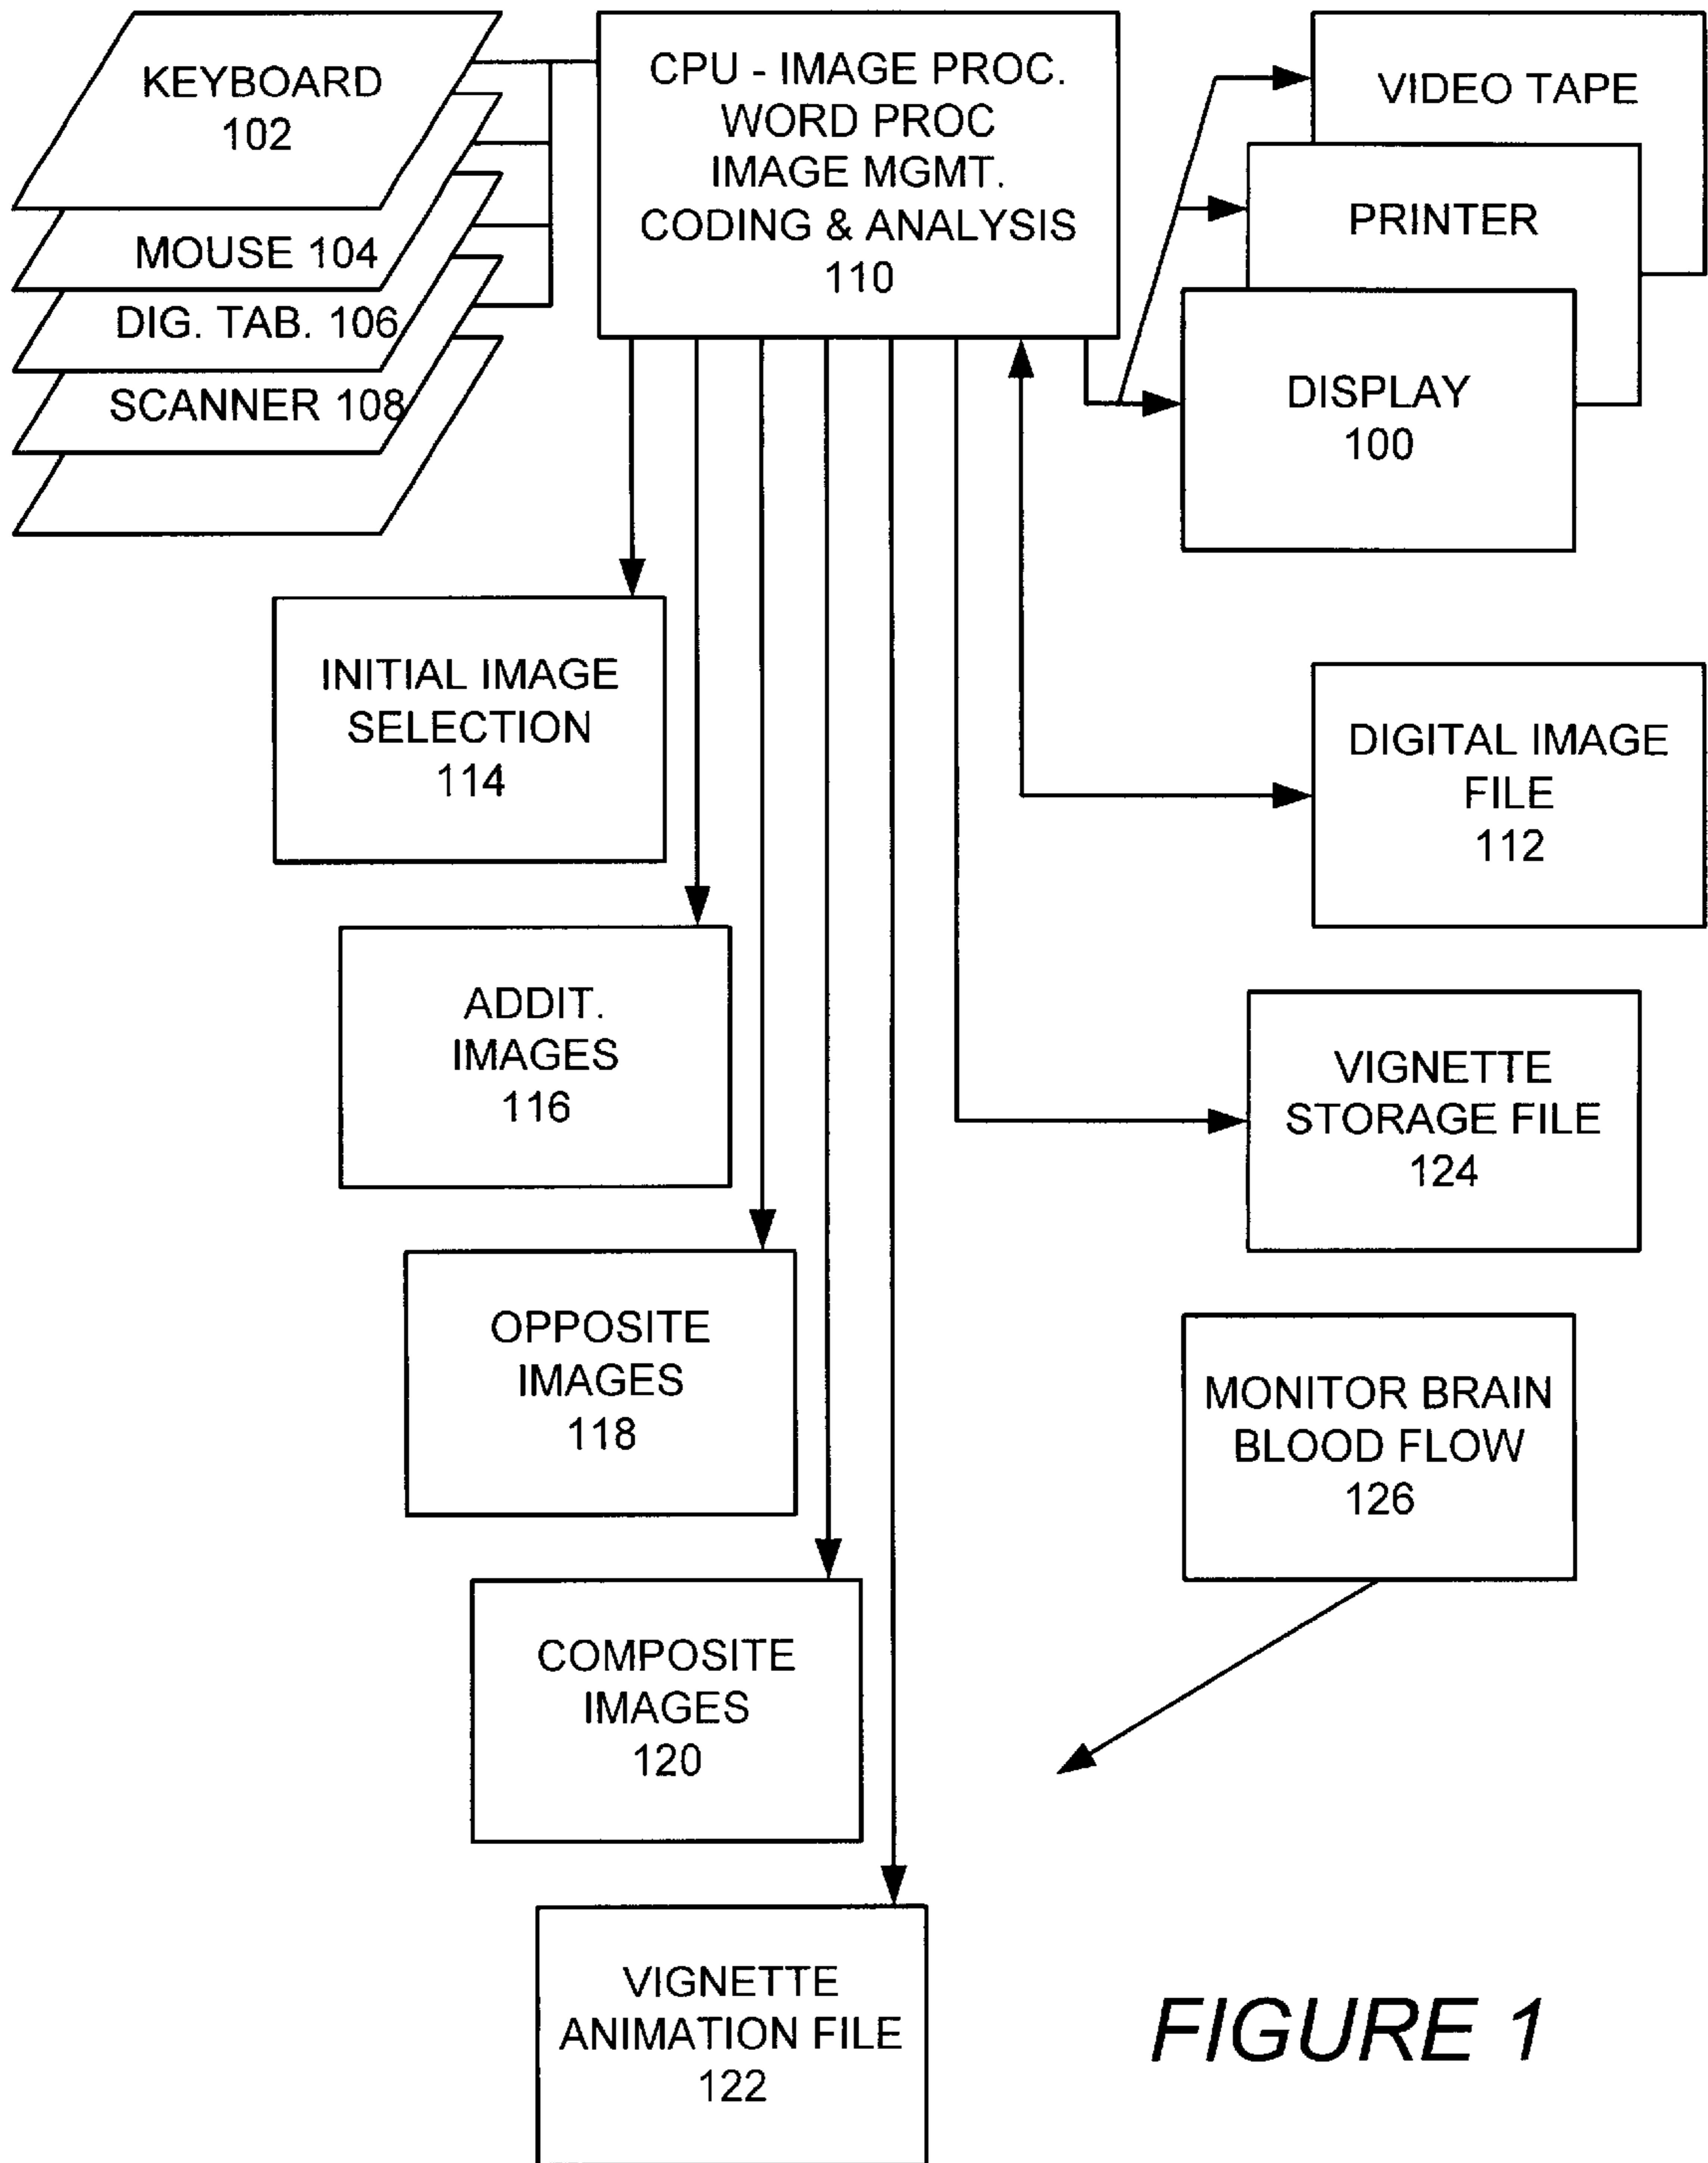 KEYBOARD
102
MOUSE 104
DIG. TAB. 106
SCANNER 108
CPU - IMAGE PROC.
WORD PROC
IMAGE MGMT.
CODING & ANALYSIS
110
VIDEO TAPE
PRINTER
DISPLAY
100
INITIAL IMAGE
SELECTION
114
DIGITAL IMAGE
FILE
112
ADDIT.
IMAGES
116
VIGNETTE
STORAGE FILE
124
OPPOSITE
IMAGES
118
MONITOR BRAIN
BLOOD FLOW
126
COMPOSITE
IMAGES
120
VIGNETTE
ANIMATION FILE
122
FIGURE 1